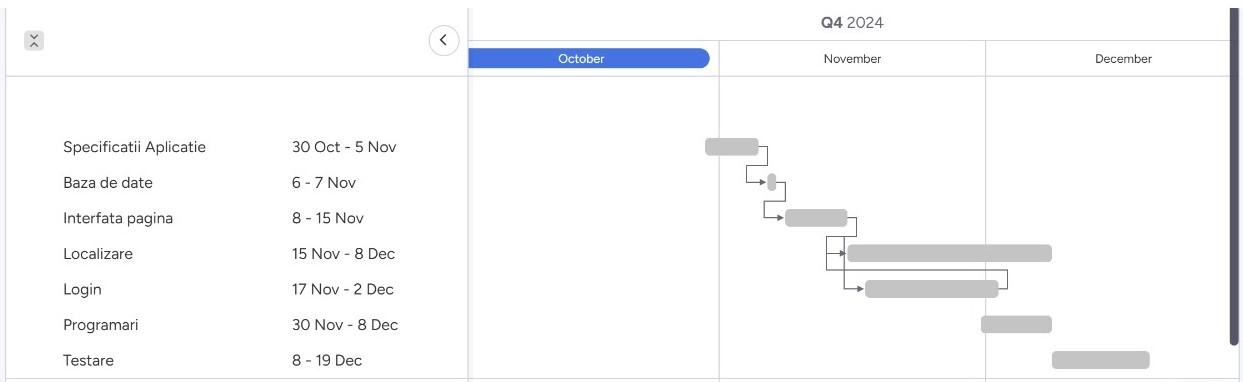 Q4 2024
October November December
Specificatii Aplicatie 30 Oct - 5 Nov
Baza de date 6 - 7 Nov
Interfata pagina 8 - 15 Nov
Localizare 15 Nov - 8 Dec
Login 17 Nov - 2 Dec
Programari 30 Nov - 8 Dec
Testare 8 - 19 Dec